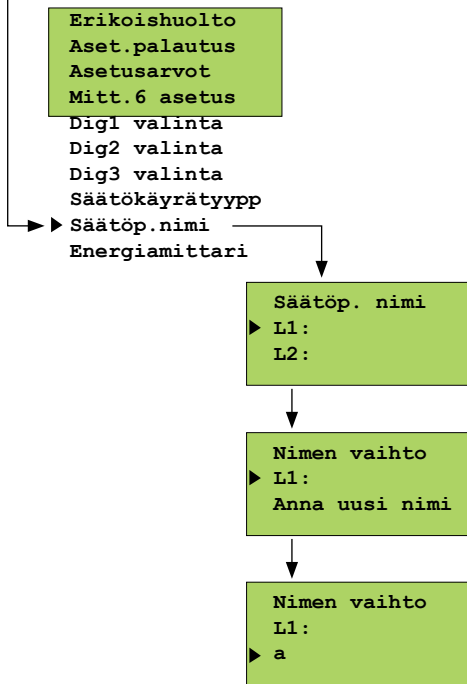 Erikoishuolto
Aset.palautus
Asetusarvot
Mitt.6 asetus
Dig1 valinta
Dig2 valinta
Dig3 valinta
Säätökäyrätyypp
Säätöp.nimi
Energiamittari
Säätöp. nimi
L1:
L2:
Nimen vaihto
L1:
Anna uusi nimi
Nimen vaihto
L1:
a